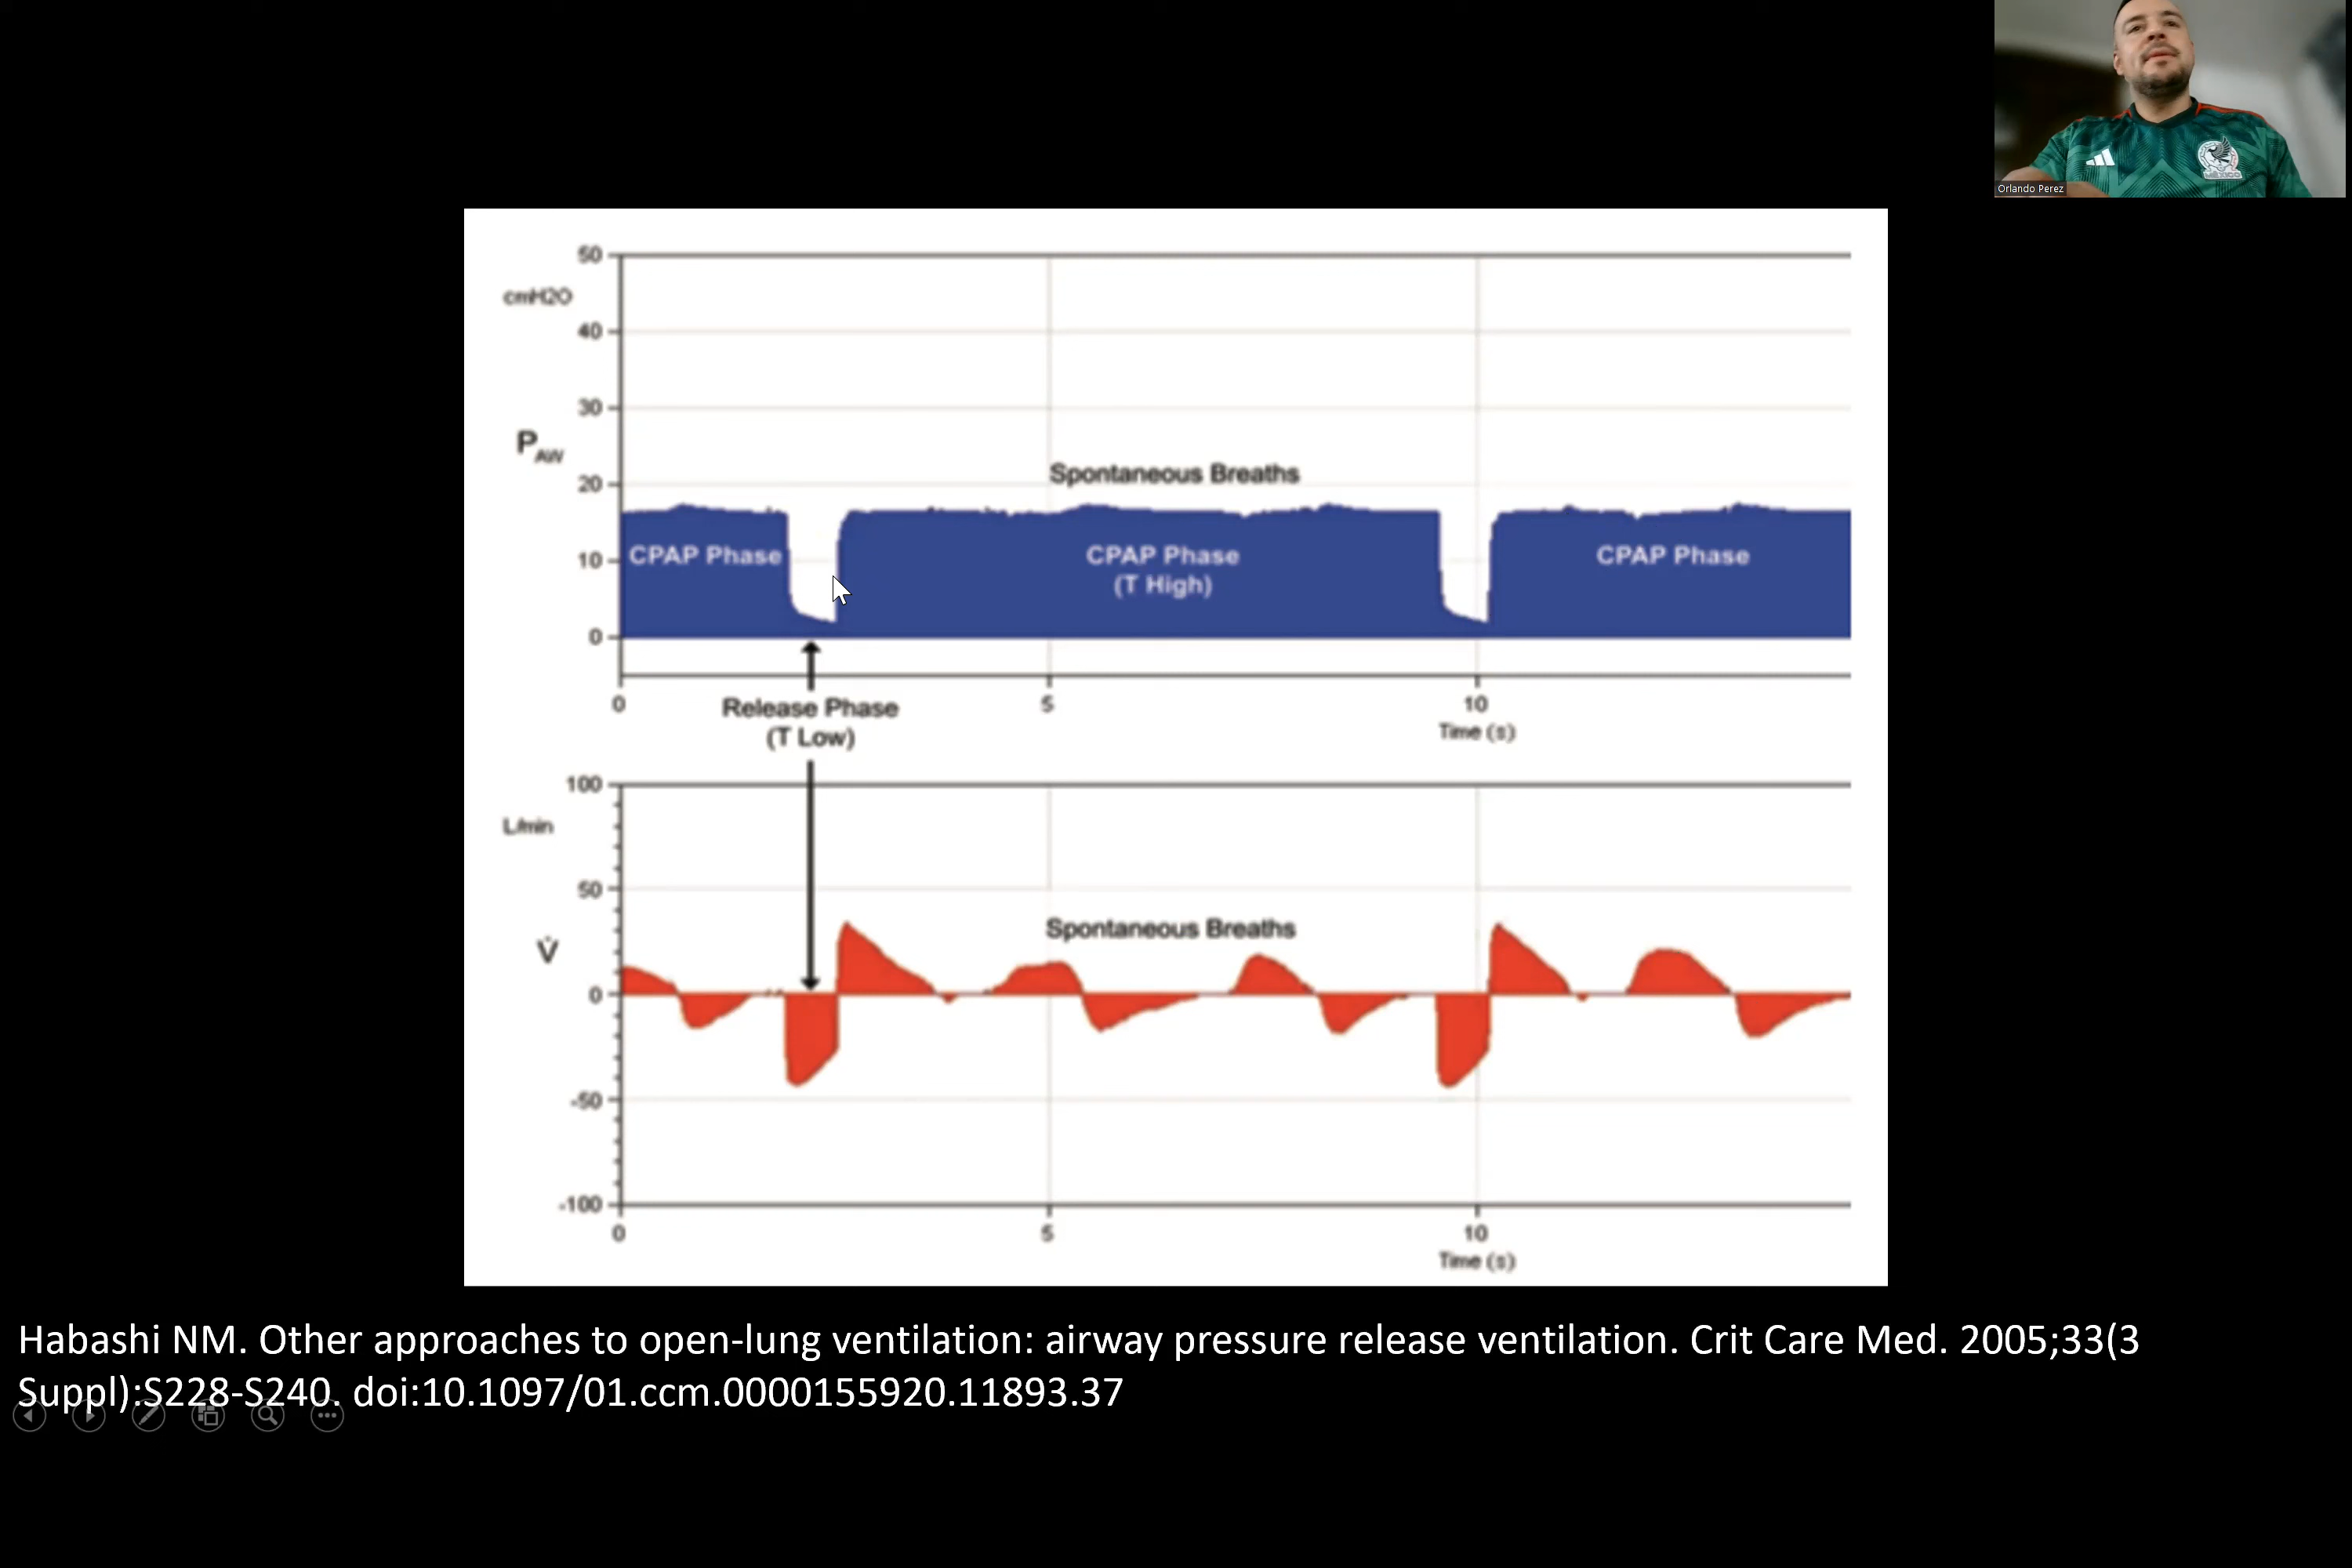 Orlando Perez
MEXICO
50
cmH2O
40
30
PAW
20
Spontaneous Breaths
10
CPAP Phase
CPAP Phase
(T High)
CPAP Phase
0
0
5
10
Time (s)
Release Phase
(T Low)
100
L/min
50
Spontaneous Breaths
V̇
0
-50
-100
0
5
10
Time (s)
Habashi NM. Other approaches to open-lung ventilation: airway pressure release ventilation. Crit Care Med. 2005;33(3
Suppl):S228-S240. doi:10.1097/01.ccm.0000155920.11893.37